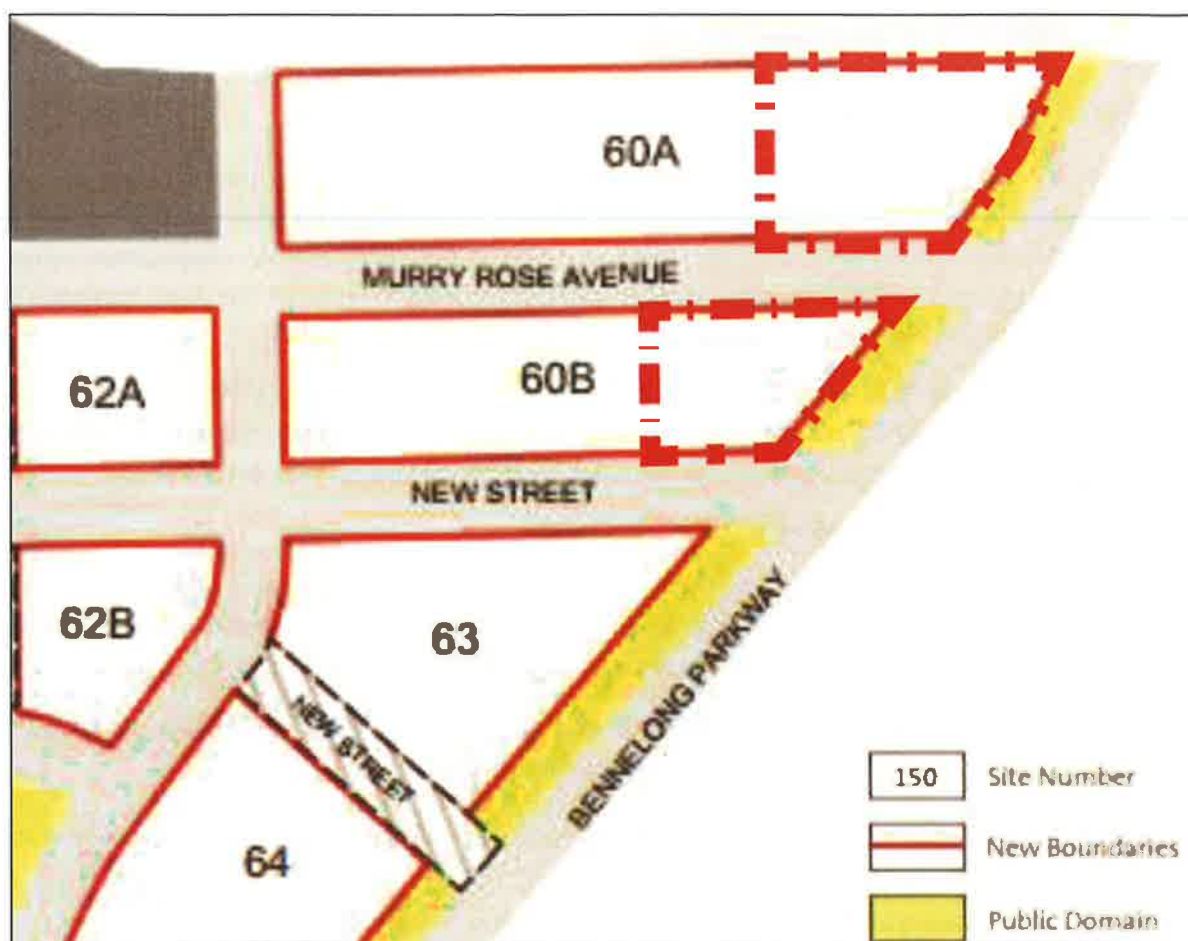 60A
MURRY ROSE AVENUE
62A
60B
NEW STREET
62B
63
NEW STREET
BENNELONG PARKWAY
64
150 Site Number
New Boundaries
Public Domain